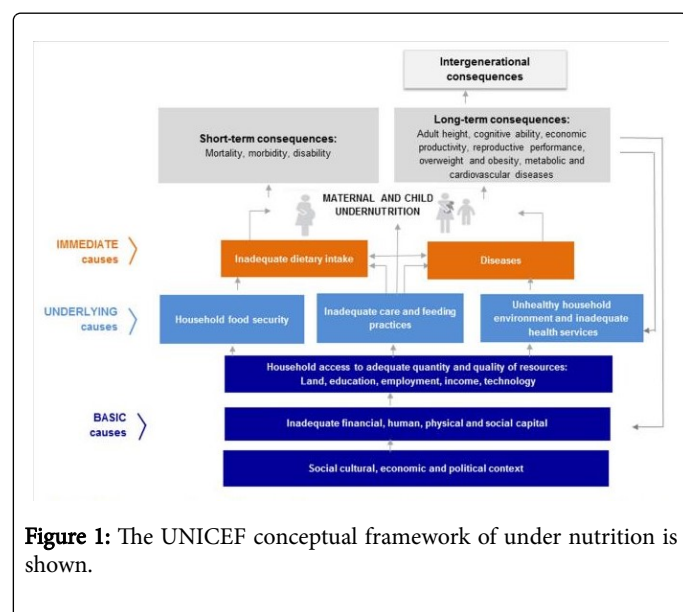 Intergenerational
consequences
Short-term consequences:
Mortality, morbidity, disability
Long-term consequences:
Adult height, cognitive ability, economic
productivity, reproductive performance,
overweight and obesity, metabolic and
cardiovascular diseases
MATERNAL AND CHILD
UNDERNUTRITION
IMMEDIATE
causes
Inadequate dietary intake
Diseases
UNDERLYING
causes
Household food security
Inadequate care and feeding
practices
Unhealthy household
environment and inadequate
health services
Household access to adequate quantity and quality of resources:
Land, education, employment, income, technology
BASIC
causes
Inadequate financial, human, physical and social capital
Social cultural, economic and political context
Figure 1: The UNICEF conceptual framework of under nutrition is
shown.